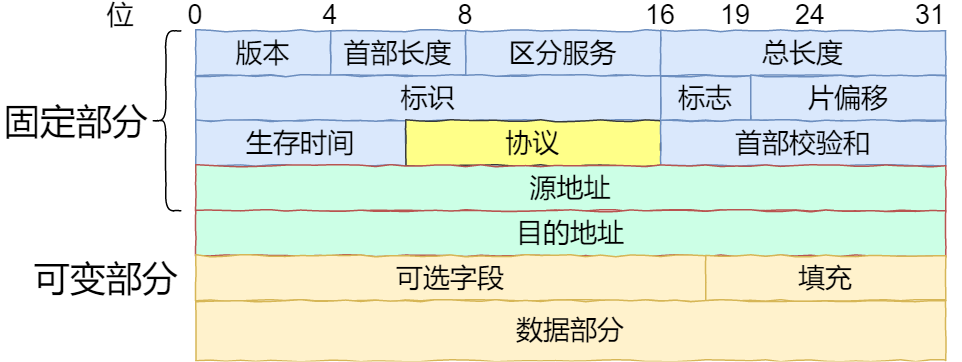 位 0 4 8 16 19 24 31
版本 首部长度 区分服务 总长度
标识 标志 片偏移
固定部分
生存时间 协议 首部校验和
源地址
目的地址
可变部分 可选字段 填充
数据部分